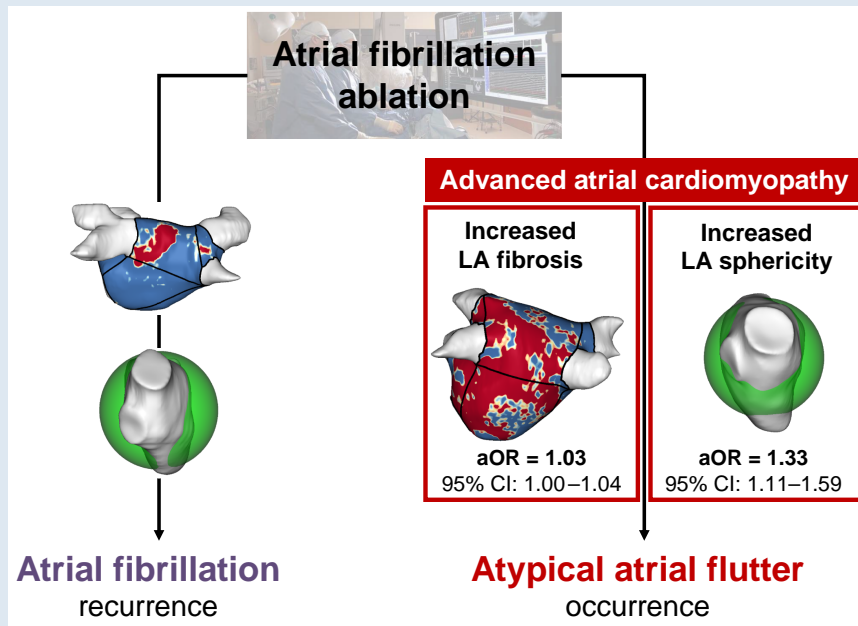 Atrial fibrillation
ablation
Advanced atrial cardiomyopathy
Increased
LA fibrosis
aOR = 1.03
95% CI: 1.00–1.04
Increased
LA sphericity
aOR = 1.33
95% CI: 1.11–1.59
Atrial fibrillation
recurrence
Atypical atrial flutter
occurrence